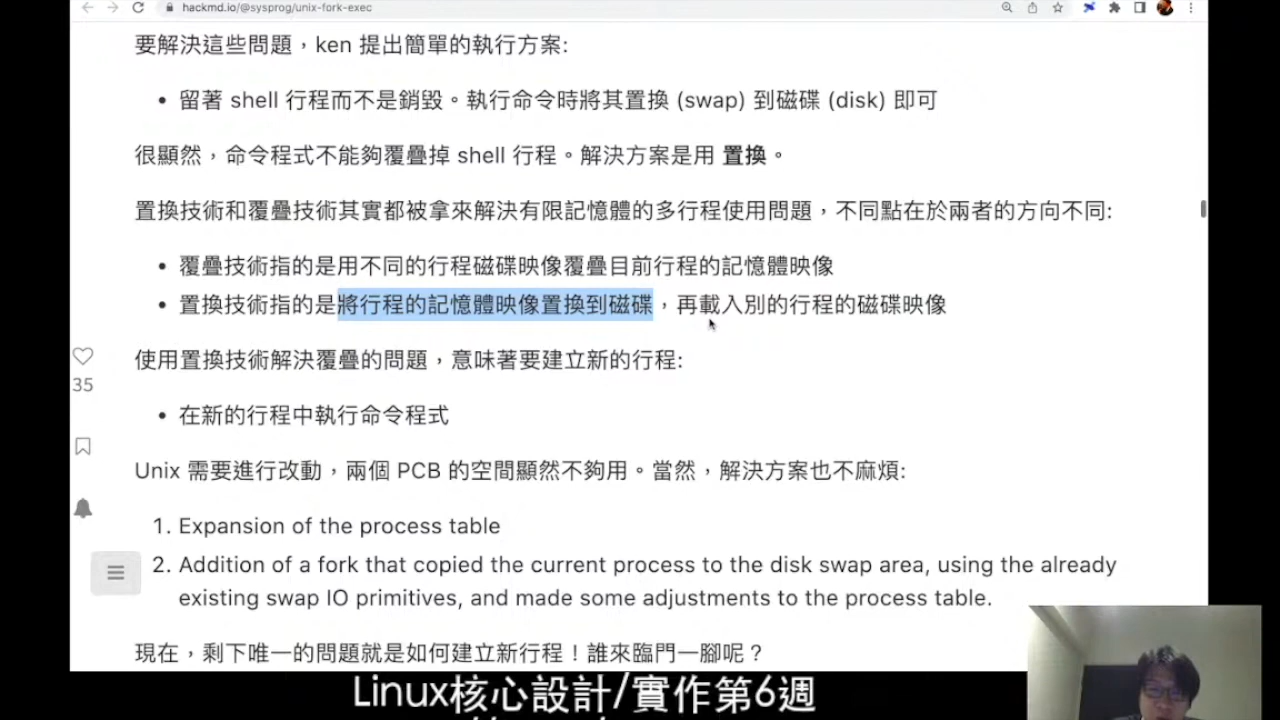 hackmd.io/@sysprog/unix-fork-exec
要解決這些問題，ken 提出簡單的執行方案:
• 留著 shell 行程而不是銷毀。執行命令時將其置換 (swap) 到磁碟 (disk) 即可
很顯然，命令程式不能夠覆疊掉 shell 行程。解決方案是用 置換。
置換技術和覆疊技術其實都被拿來解決有限記憶體的多行程使用問題，不同點在於兩者的方向不同:
• 覆疊技術指的是用不同的行程磁碟映像覆疊目前行程的記憶體映像
• 置換技術指的是將行程的記憶體映像置換到磁碟，再載入別的行程的磁碟映像
35
使用置換技術解決覆疊的問題，意味著要建立新的行程:
• 在新的行程中執行命令程式
Unix 需要進行改動，兩個 PCB 的空間顯然不夠用。當然，解決方案也不麻煩:
1. Expansion of the process table
2. Addition of a fork that copied the current process to the disk swap area, using the already
existing swap IO primitives, and made some adjustments to the process table.
現在，剩下唯一的問題就是如何建立新行程！誰來臨門一腳呢？
Linux核心設計/實作第6週